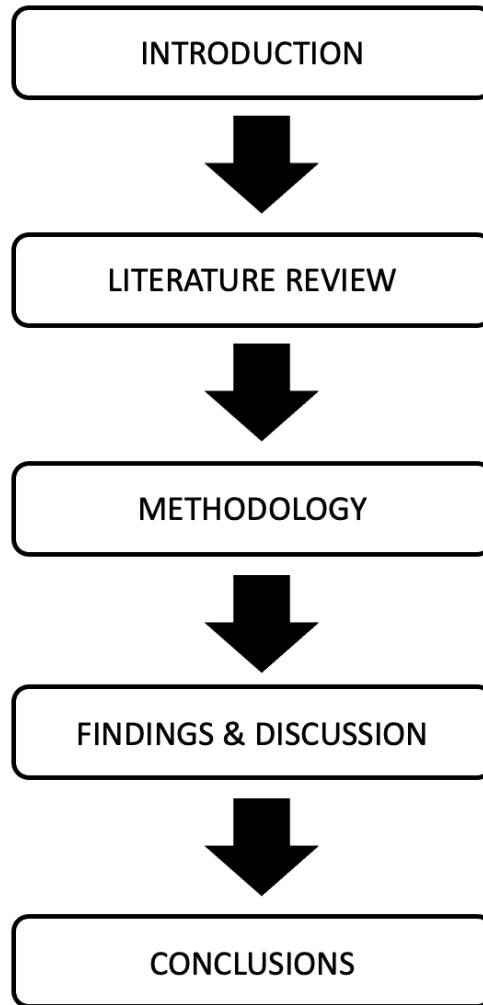 INTRODUCTION
LITERATURE REVIEW
METHODOLOGY
FINDINGS & DISCUSSION
CONCLUSIONS